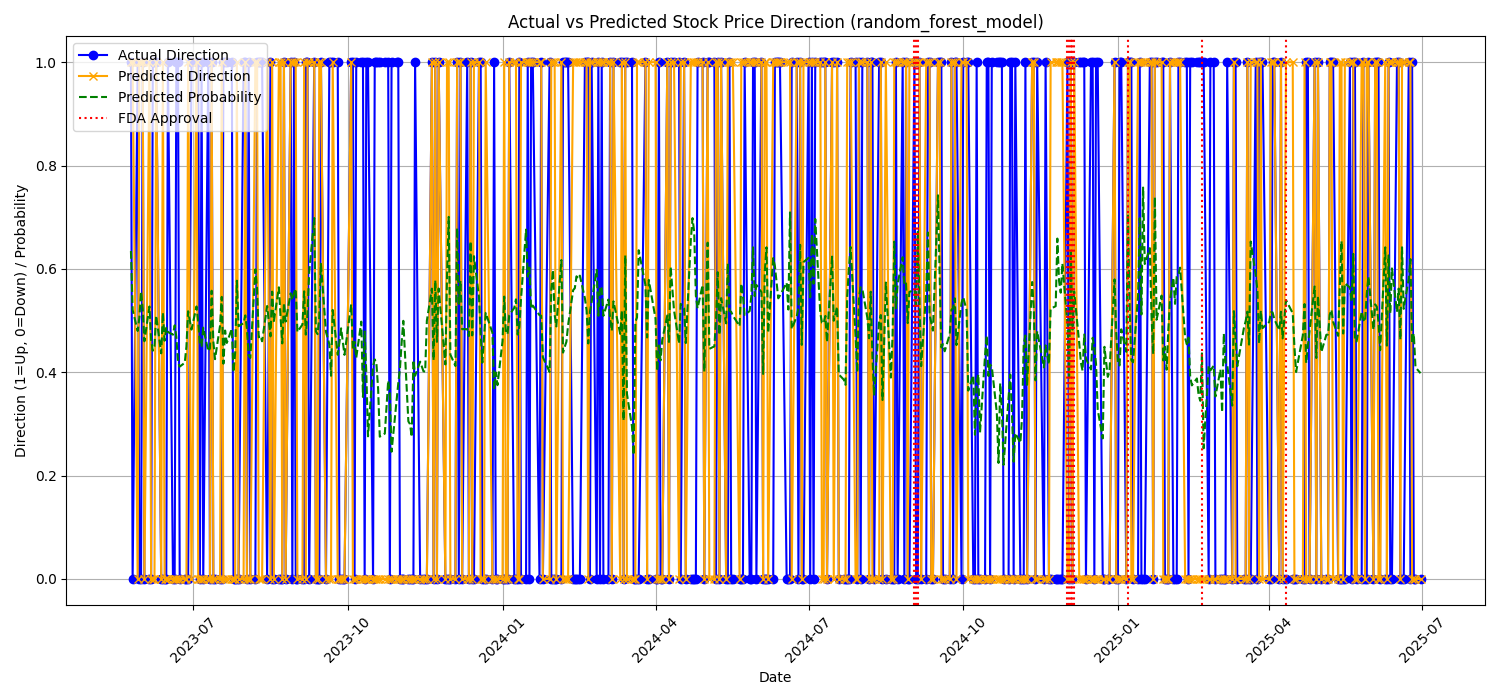 Actual vs Predicted Stock Price Direction (random_forest_model)
Actual Direction
Predicted Direction
Predicted Probability
FDA Approval
Direction (1=Up, 0=Down) / Probability
1.0
0.8
0.6
0.4
0.2
0.0
2023-07
2023-10
2024-01
2024-04
2024-07
2024-10
2025-01
2025-04
2025-07
Date